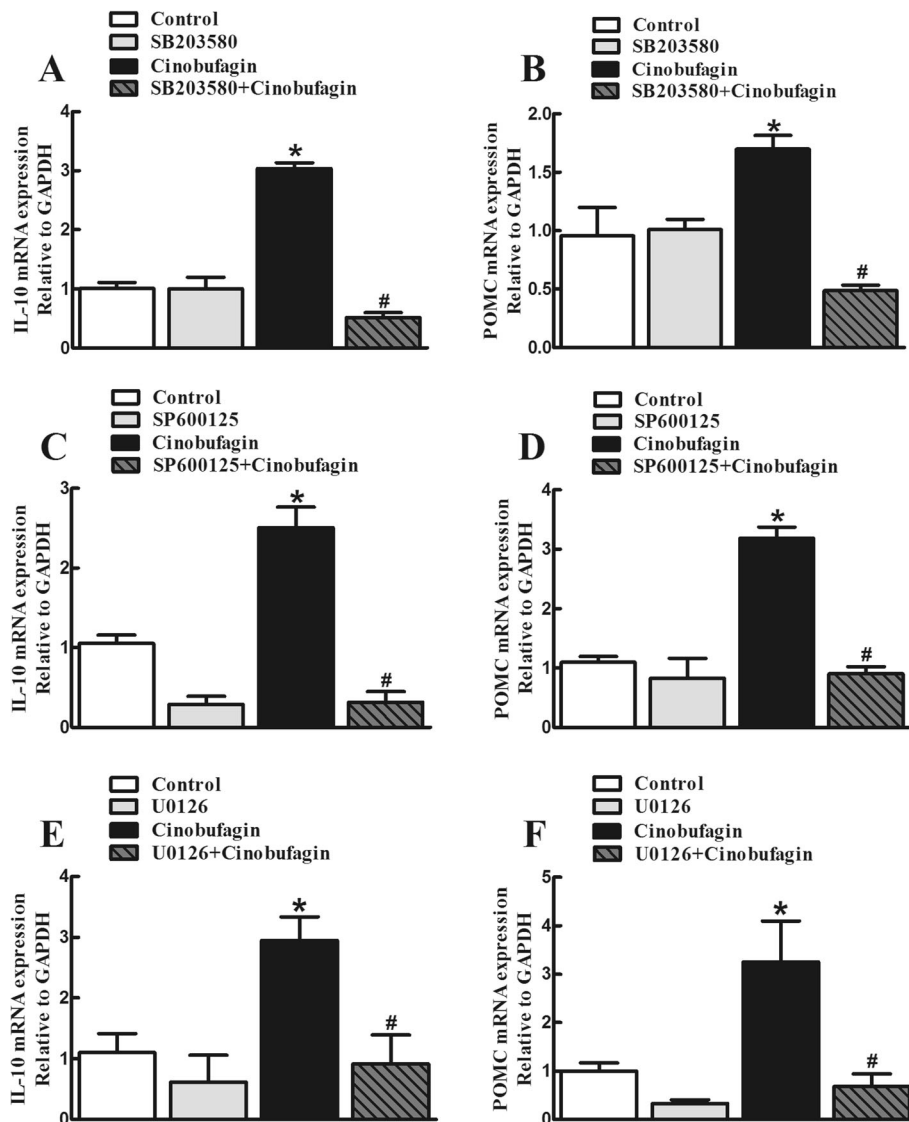 Control
SB203580
Cinobufagin
SB203580+Cinobufagin
A
IL-10 mRNA expression
Relative to GAPDH
4
3
2
1
0
*
#
Control
SB203580
Cinobufagin
SB203580+Cinobufagin
B
POMC mRNA expression
Relative to GAPDH
2.0
1.5
1.0
0.5
0.0
*
#
Control
SP600125
Cinobufagin
SP600125+Cinobufagin
C
IL-10 mRNA expression
Relative to GAPDH
3
2
1
0
*
#
Control
SP600125
Cinobufagin
SP600125+Cinobufagin
D
POMC mRNA expression
Relative to GAPDH
4
3
2
1
0
*
#
Control
U0126
Cinobufagin
U0126+Cinobufagin
E
IL-10 mRNA expression
Relative to GAPDH
4
3
2
1
0
*
#
Control
U0126
Cinobufagin
U0126+Cinobufagin
F
POMC mRNA expression
Relative to GAPDH
5
4
3
2
1
0
*
#